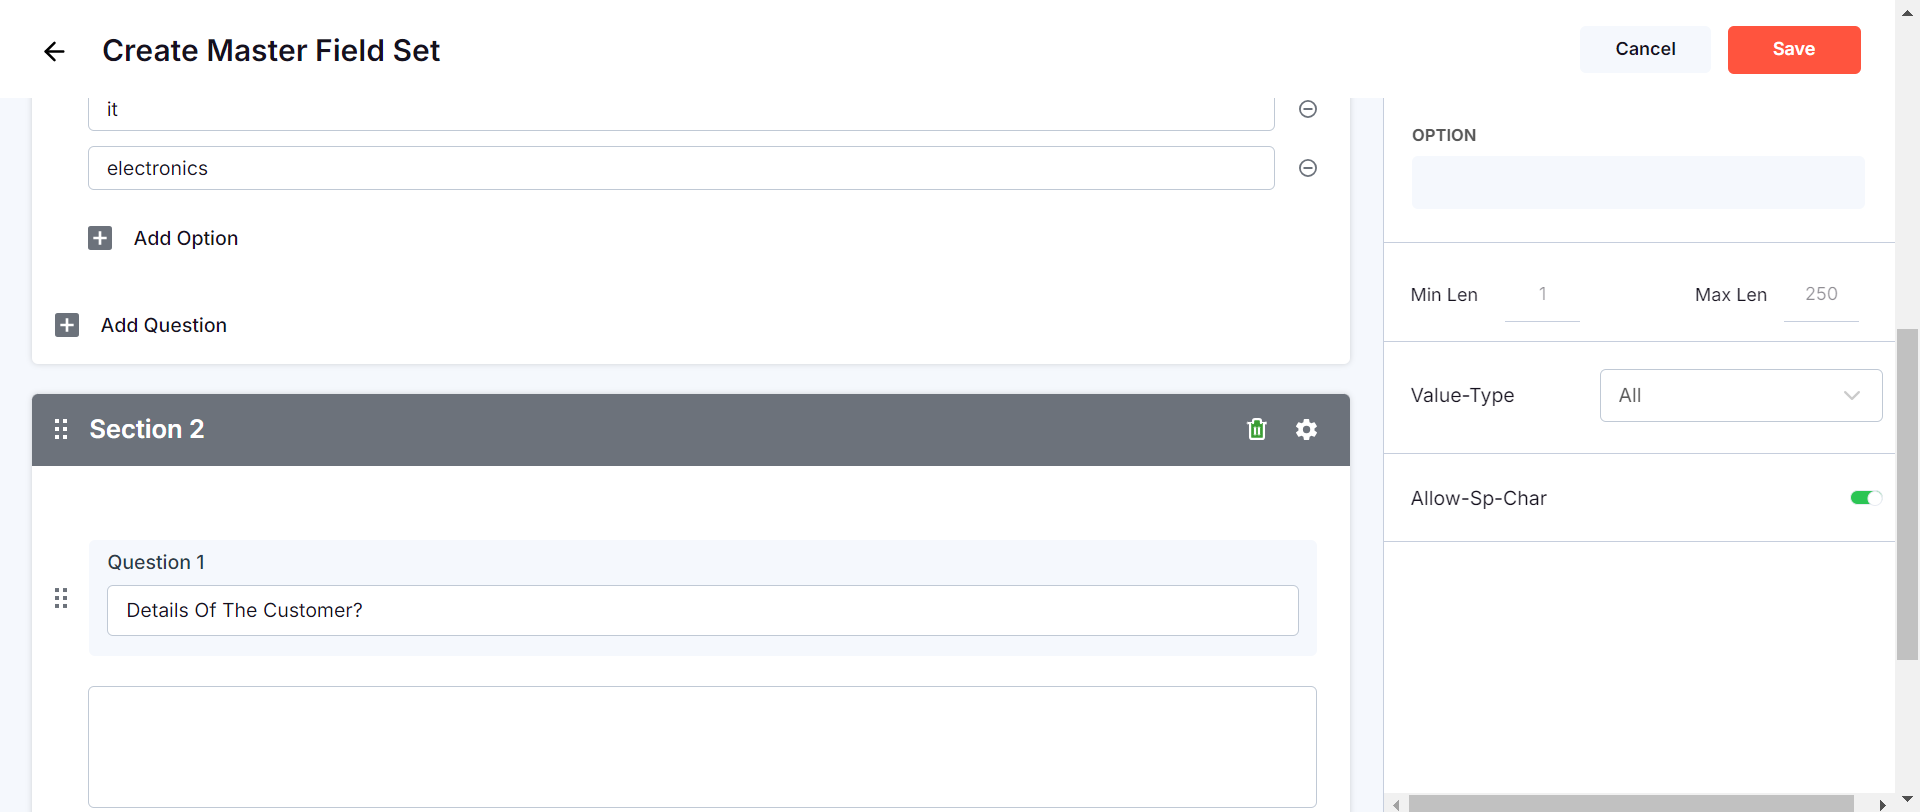 Create Master Field Set
Cancel
Save
it
electronics
Add Option
Add Question
Section 2
Question 1
Details Of The Customer?
OPTION
Min Len 1 Max Len 250
Value-Type All
Allow-Sp-Char